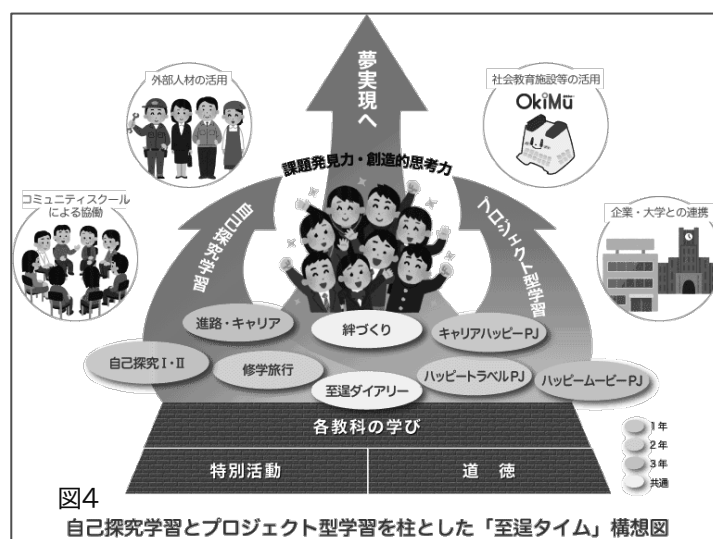 夢実現へ
外部人材の活用
社会教育施設等の活用
OkiMu
課題発見力・創造的思考力
コミュニティスクール
による協働
自己探究学習
プロジェクト型学習
企業・大学との連携
進路・キャリア
絆づくり
キャリアハッピーPJ
自己探究Ⅰ・Ⅱ
修学旅行
至逞ダイアリー
ハッピートラベルPJ
ハッピームービーPJ
各教科の学び
特別活動
道徳
1年
2年
3年
共通
図4
自己探究学習とプロジェクト型学習を柱とした「至逞タイム」構想図